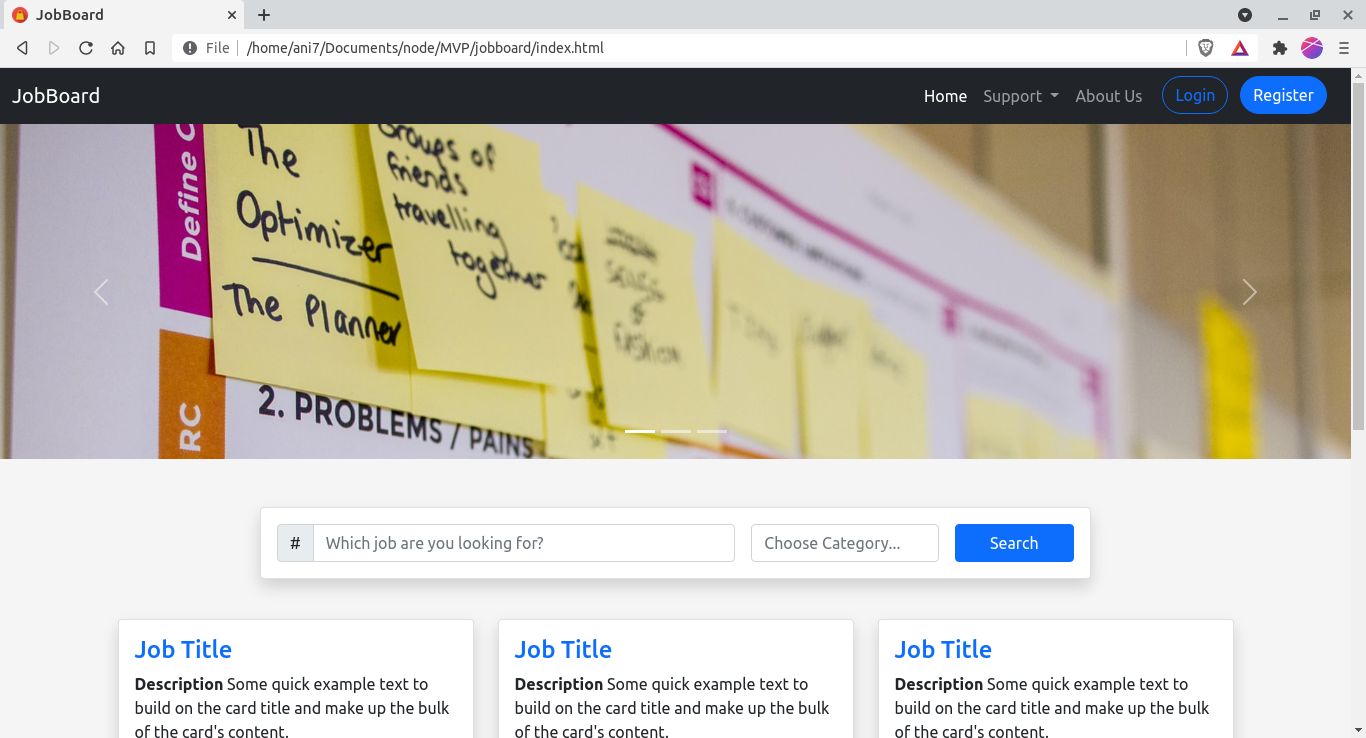 JobBoard
File
/home/ani7/Documents/node/MVP/jobboard/index.html
JobBoard
Home
Support
About Us
Login
Register
Define
The
Optimizer
The Planner
Groups of
friends
travelling
together
fashion
RC
2. PROBLEMS / PAINS
#
Which job are you looking for?
Choose Category...
Search
Job Title
Description Some quick example text to
build on the card title and make up the bulk
of the card's content.
Job Title
Description Some quick example text to
build on the card title and make up the bulk
of the card's content.
Job Title
Description Some quick example text to
build on the card title and make up the bulk
of the card's content.